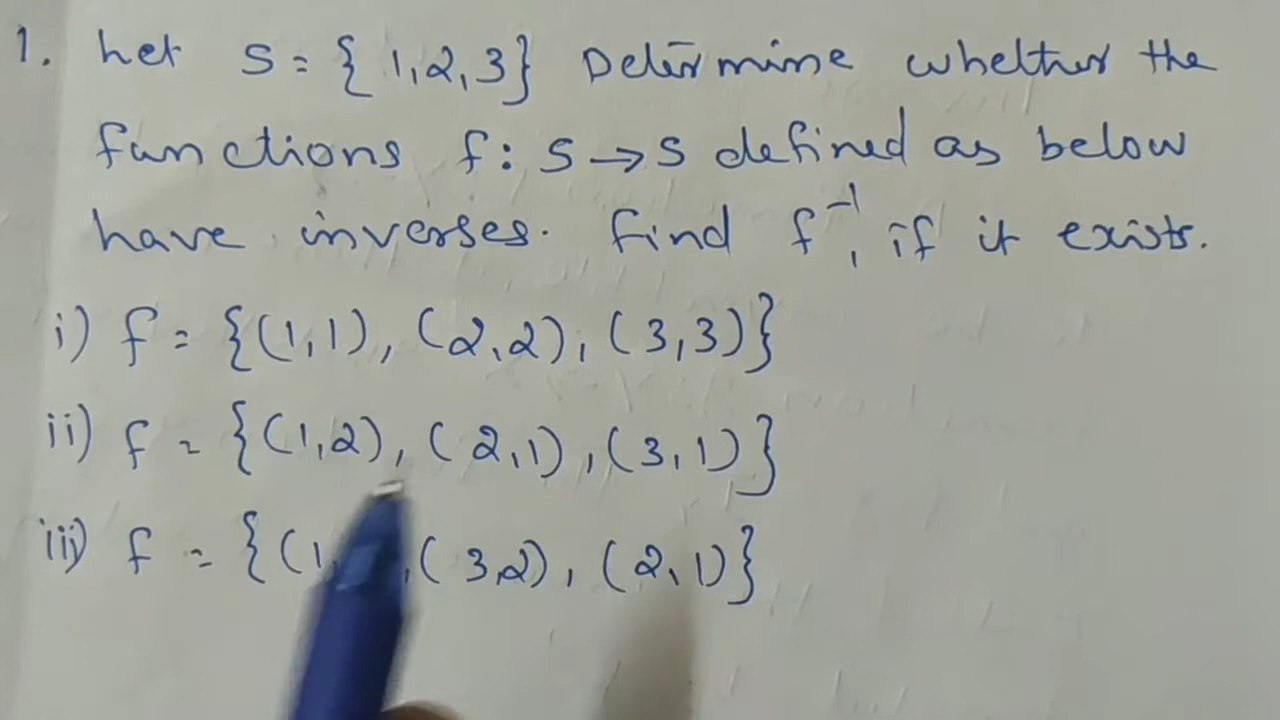 1. Let S = { 1, 2, 3 } Determine whether the
functions f : S → S defined as below
have inverses. Find f⁻¹, if it exists.
i) f = {(1,1), (2,2), (3,3)}
ii) f = {(1,2), (2,1), (3,1)}
iii) f = {(1, ,(3,2), (2,1)}